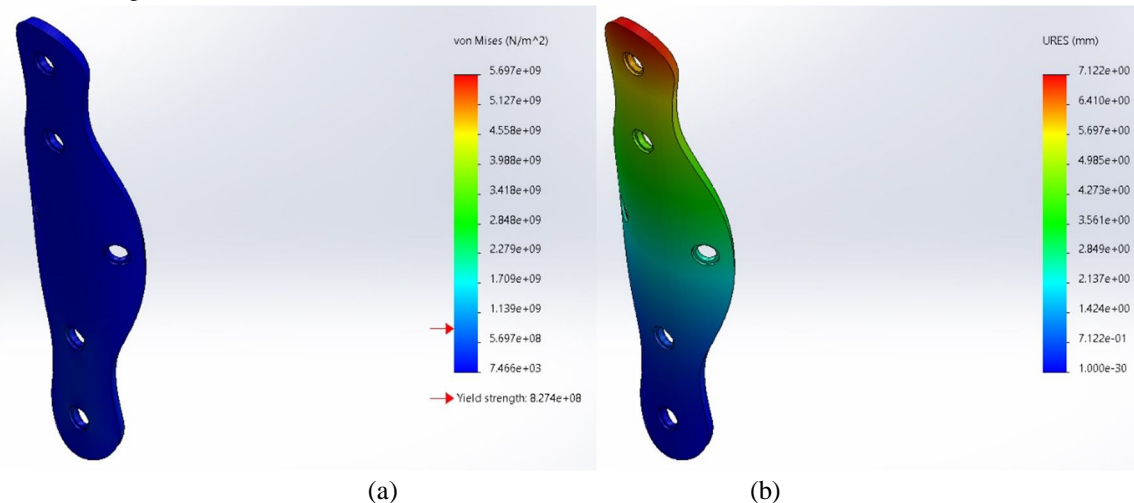 von Mises (N/m^2)
5.697e+09
5.127e+09
4.558e+09
3.988e+09
3.418e+09
2.848e+09
2.279e+09
1.709e+09
1.139e+09
5.697e+08
7.466e+03
Yield strength: 8.274e+08
URES (mm)
7.122e+00
6.410e+00
5.697e+00
4.985e+00
4.273e+00
3.561e+00
2.849e+00
2.137e+00
1.424e+00
7.122e-01
1.000e-30
(a)
(b)